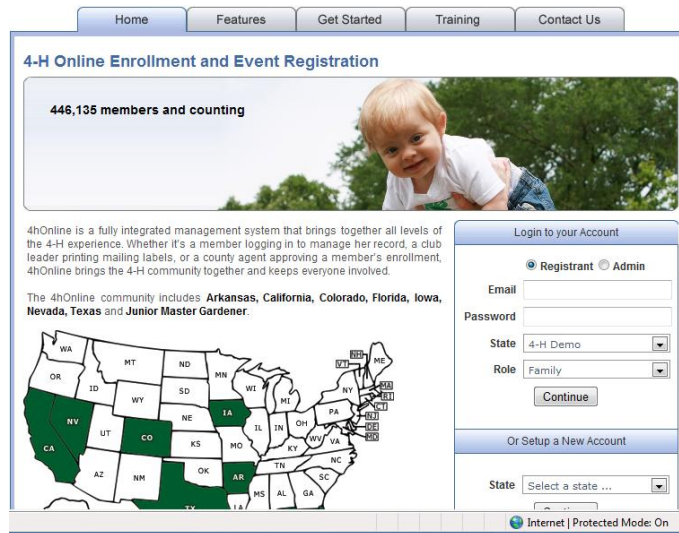 Home Features Get Started Training Contact Us
4-H Online Enrollment and Event Registration
446,135 members and counting
4hOnline is a fully integrated management system that brings together all levels of
the 4-H experience. Whether it's a member logging in to manage her record, a club
leader printing mailing labels, or a county agent approving a member's enrollment,
4hOnline brings the 4-H community together and keeps everyone involved.
The 4hOnline community includes Arkansas, California, Colorado, Florida, Iowa,
Nevada, Texas and Junior Master Gardener.
WA
MT
ND
MN
OR
ID
WY
SD
WI
MI
NY
VT
NH
ME
MA
RI
CT
NJ
DE
MD
NV
UT
CO
NE
IA
IL
IN
OH
PA
CA
KS
MO
KY
WV
VA
AZ
NM
OK
AR
TN
NC
SC
TX
LA
MS
AL
GA
Login to your Account
Registrant Admin
Email
Password
State 4-H Demo
Role Family
Continue
Or Setup a New Account
State Select a state ...
Continue
Internet | Protected Mode: On